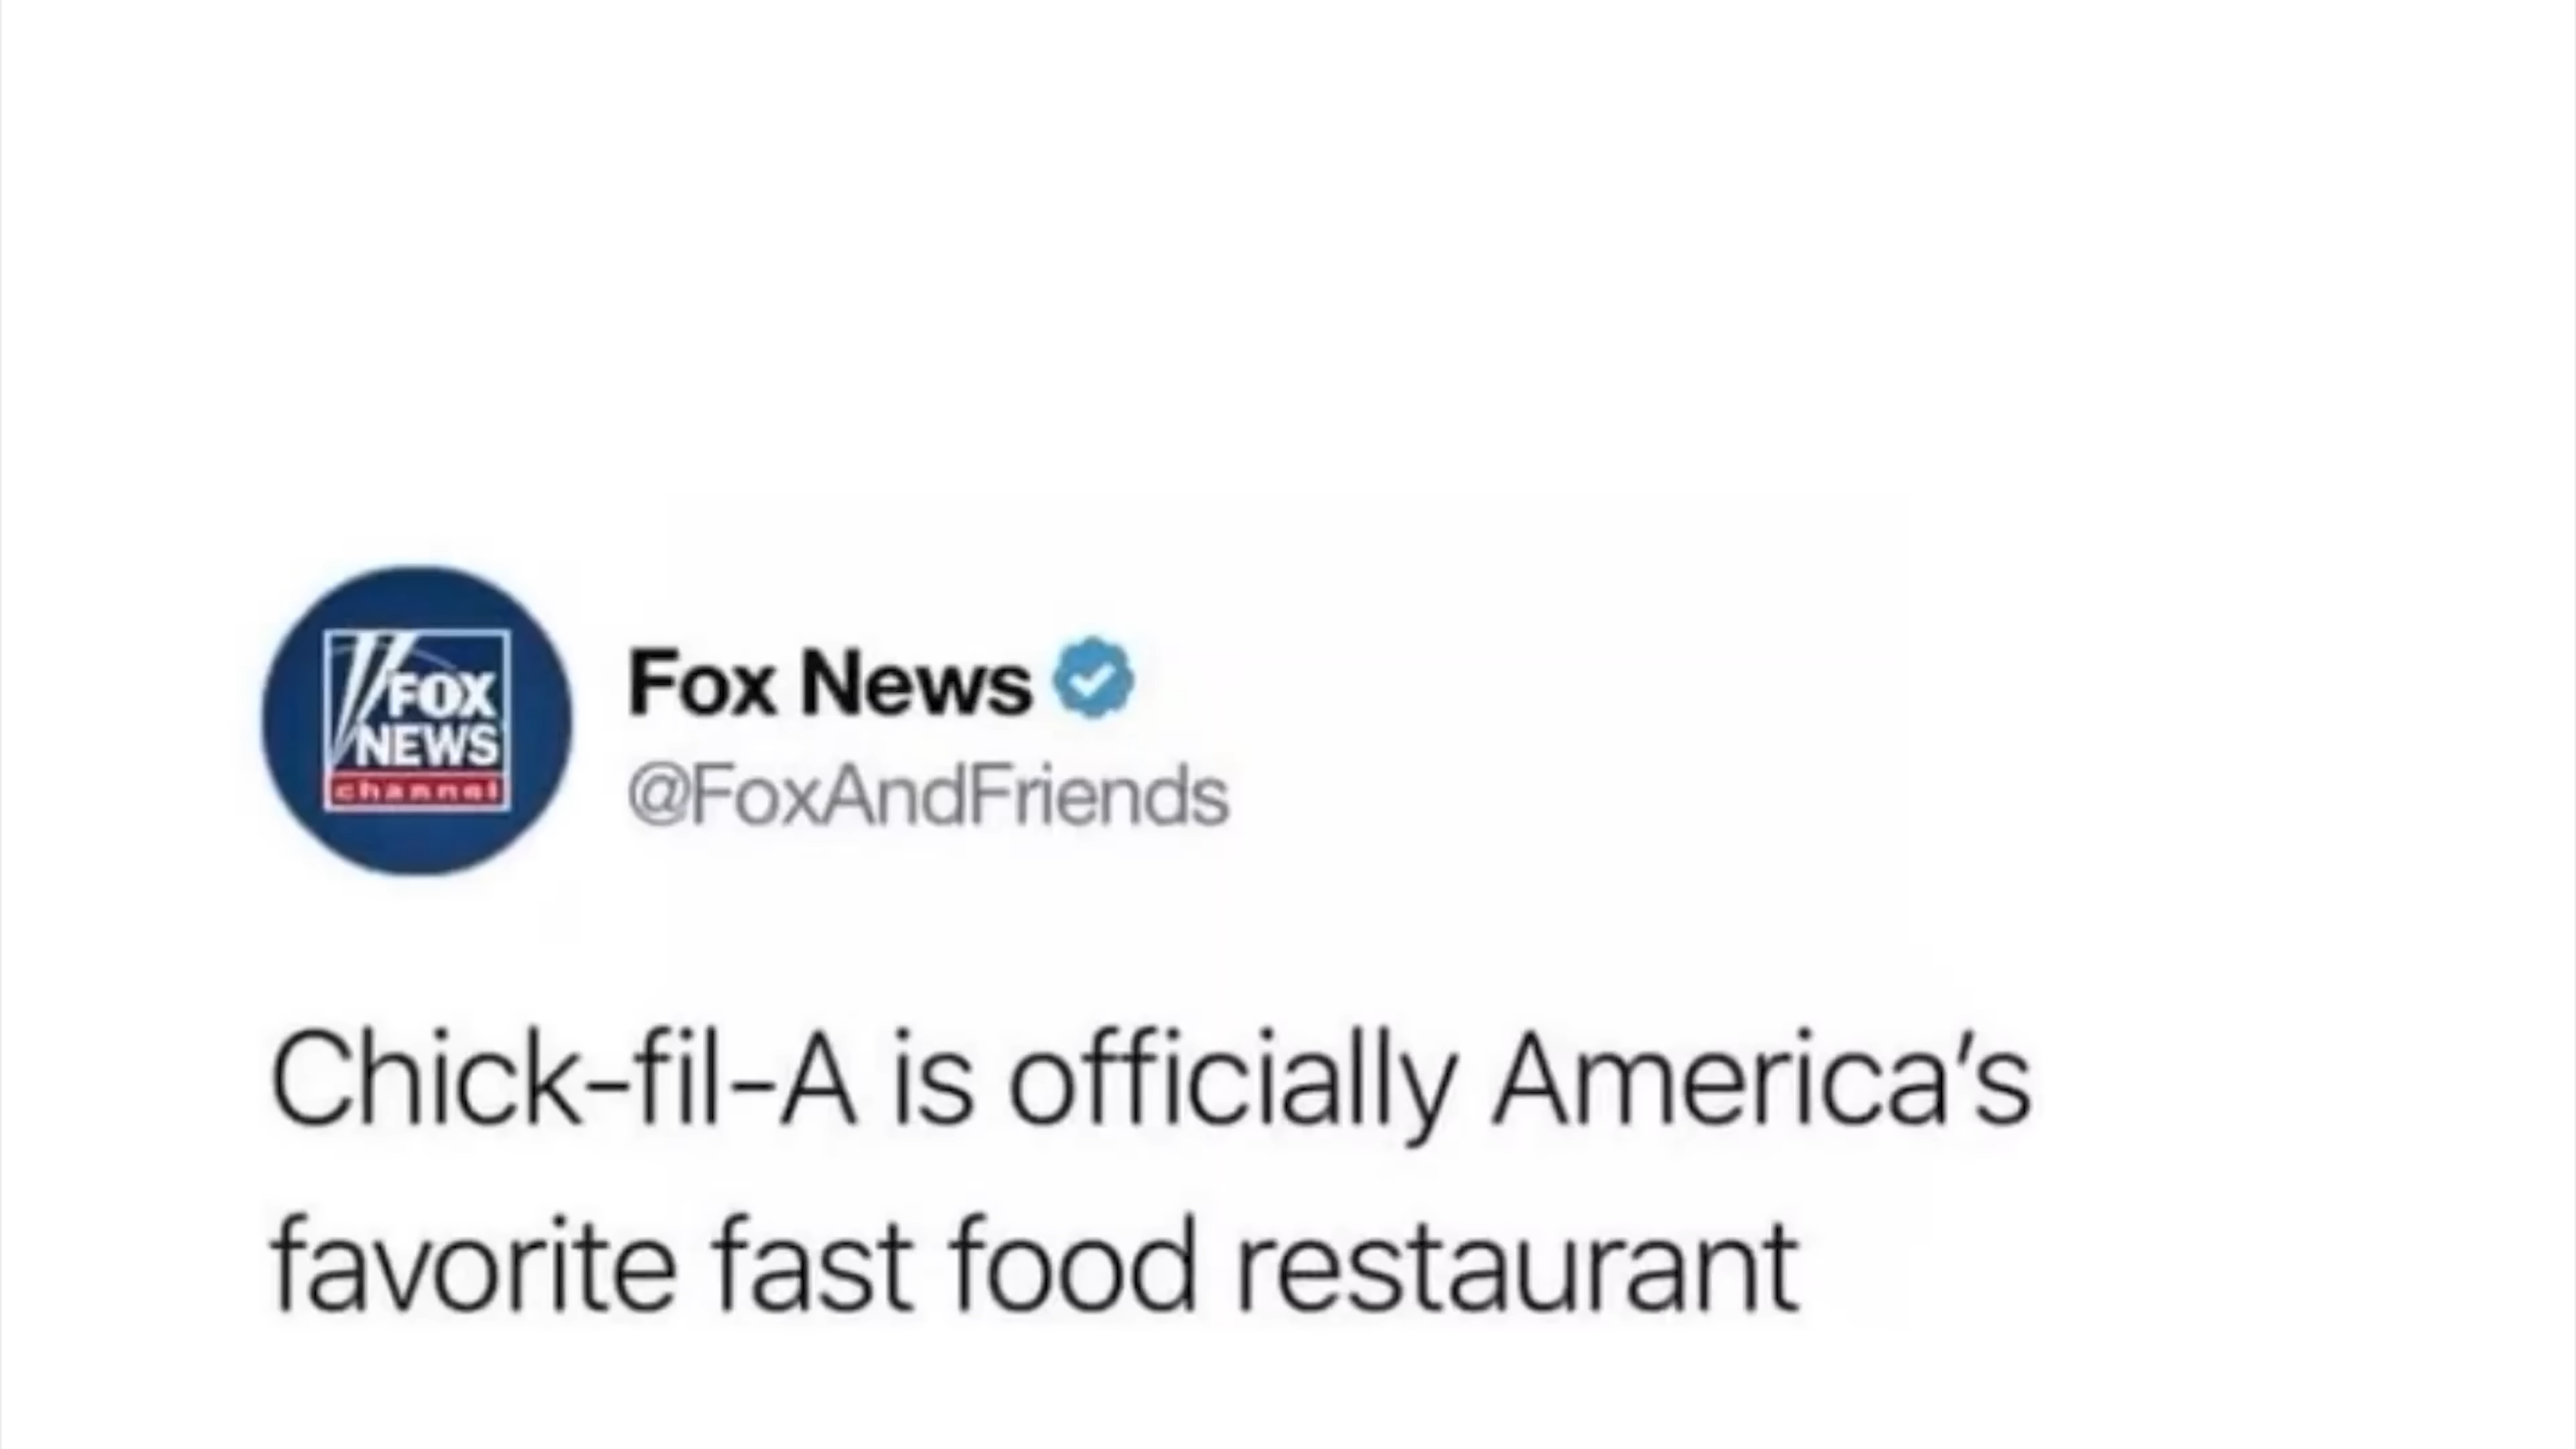 FOX
NEWS
channel
Fox News
@FoxAndFriends
Chick-fil-A is officially America's
favorite fast food restaurant